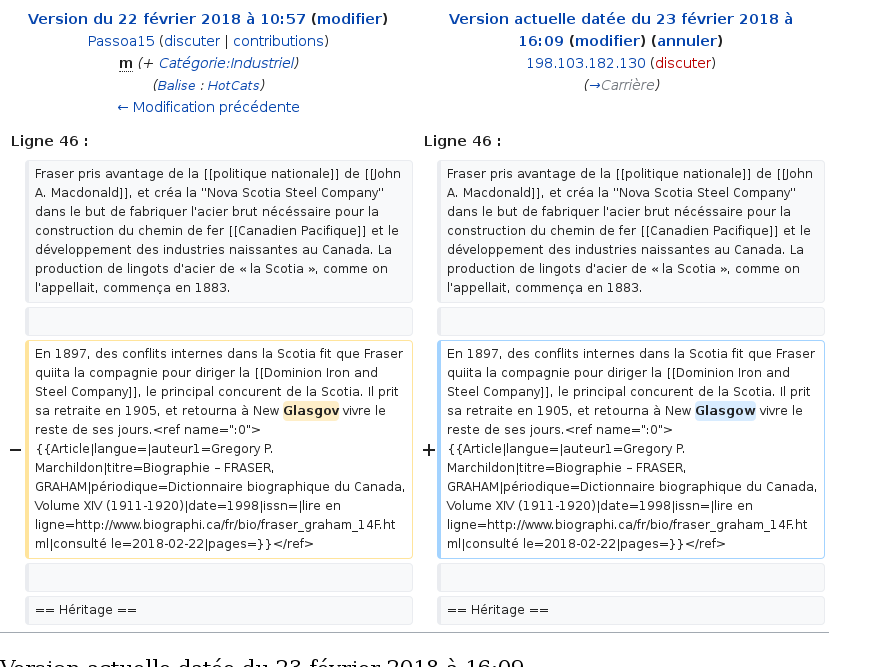 Version du 22 février 2018 à 10:57 (modifier)
Passoa15 (discuter | contributions)
m (+ Catégorie:Industriel)
(Balise : HotCats)
← Modification précédente
Version actuelle datée du 23 février 2018 à
16:09 (modifier) (annuler)
198.103.182.130 (discuter)
(→Carrière)
Ligne 46 :
Ligne 46 :
Fraser pris avantage de la [[politique nationale]] de [[John
A. Macdonald]], et créa la ''Nova Scotia Steel Company''
dans le but de fabriquer l'acier brut nécéssaire pour la
construction du chemin de fer [[Canadien Pacifique]] et le
développement des industries naissantes au Canada. La
production de lingots d'acier de « la Scotia », comme on
l'appellait, commença en 1883.
Fraser pris avantage de la [[politique nationale]] de [[John
A. Macdonald]], et créa la ''Nova Scotia Steel Company''
dans le but de fabriquer l'acier brut nécéssaire pour la
construction du chemin de fer [[Canadien Pacifique]] et le
développement des industries naissantes au Canada. La
production de lingots d'acier de « la Scotia », comme on
l'appellait, commença en 1883.
−
En 1897, des conflits internes dans la Scotia fit que Fraser
quiita la compagnie pour diriger la [[Dominion Iron and
Steel Company]], le principal concurent de la Scotia. Il prit
sa retraite en 1905, et retourna à New Glasgov vivre le
reste de ses jours.<ref name=":0">
{{Article|langue=|auteur1=Gregory P.
Marchildon|titre=Biographie – FRASER,
GRAHAM|périodique=Dictionnaire biographique du Canada,
Volume XIV (1911-1920)|date=1998|issn=|lire en
ligne=http://www.biographi.ca/fr/bio/fraser_graham_14F.ht
ml|consulté le=2018-02-22|pages=}}</ref>
+
En 1897, des conflits internes dans la Scotia fit que Fraser
quiita la compagnie pour diriger la [[Dominion Iron and
Steel Company]], le principal concurent de la Scotia. Il prit
sa retraite en 1905, et retourna à New Glasgow vivre le
reste de ses jours.<ref name=":0">
{{Article|langue=|auteur1=Gregory P.
Marchildon|titre=Biographie – FRASER,
GRAHAM|périodique=Dictionnaire biographique du Canada,
Volume XIV (1911-1920)|date=1998|issn=|lire en
ligne=http://www.biographi.ca/fr/bio/fraser_graham_14F.ht
ml|consulté le=2018-02-22|pages=}}</ref>
== Héritage ==
== Héritage ==
Version actuelle datée du 23 février 2018 à 16:09